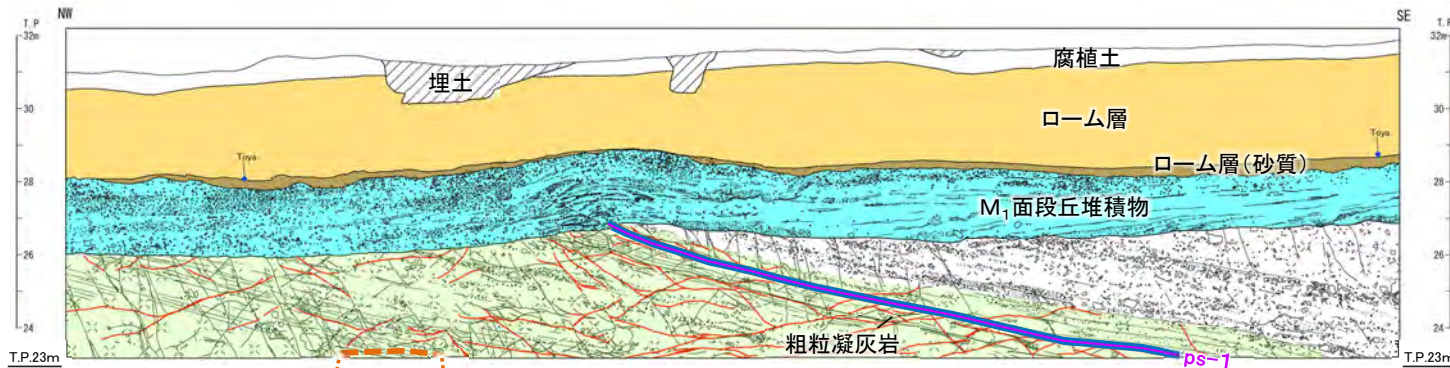 NW
SE
T.P
T.P.
32m
32m
腐植土
埋土
30
30
ローム層
Toya
Toya
ローム層(砂質)
28
28
M₁面段丘堆積物
26
26
24
24
粗粒凝灰岩
T.P.23m
ps-1
T.P.23m